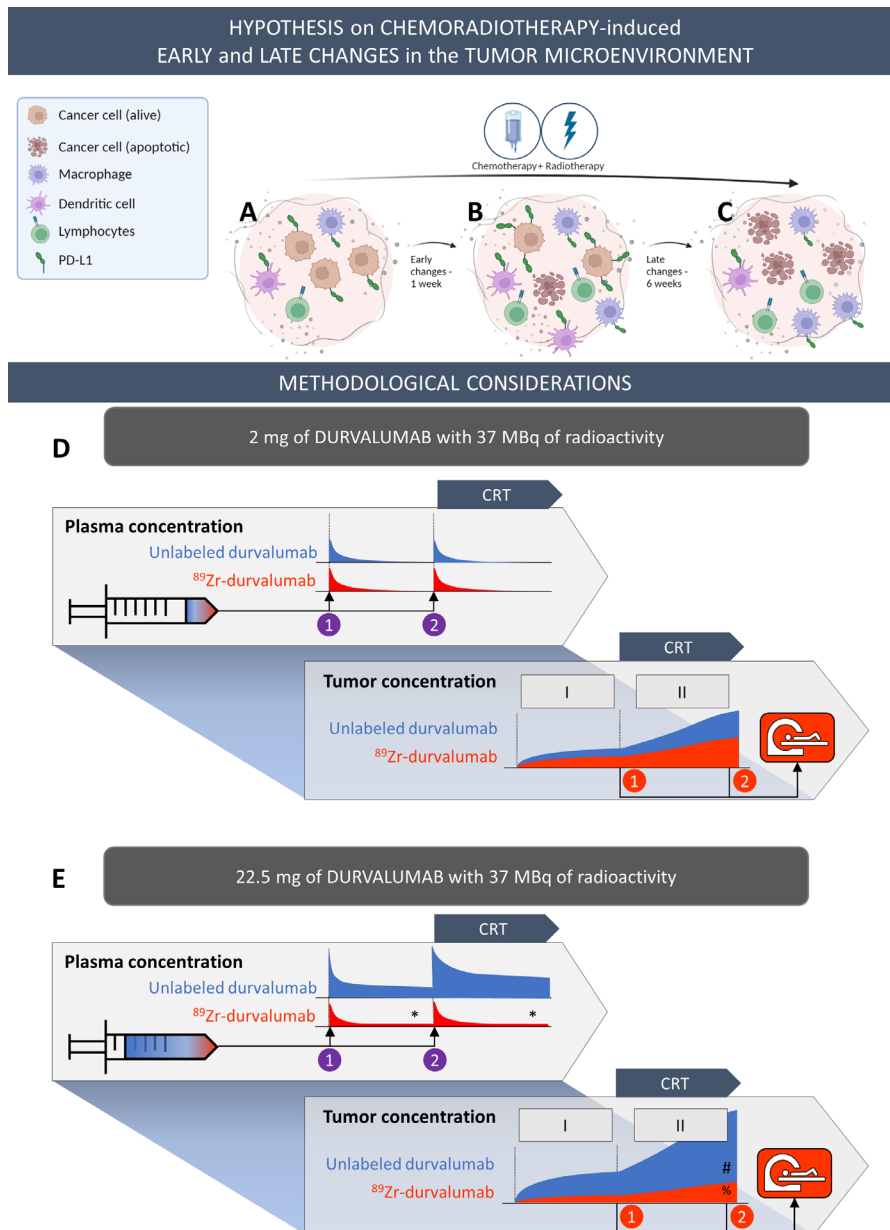 HYPOTHESIS on CHEMORADIOTHERAPY-induced
EARLY and LATE CHANGES in the TUMOR MICROENVIRONMENT
Cancer cell (alive)
Cancer cell (apoptotic)
Macrophage
Dendritic cell
Lymphocytes
PD-L1
Chemotherapy+ Radiotherapy
A
B
C
Early
changes -
1 week
Late
changes -
6 weeks
METHODOLOGICAL CONSIDERATIONS
D
2 mg of DURVALUMAB with 37 MBq of radioactivity
CRT
Plasma concentration
Unlabeled durvalumab
⁸⁹Zr-durvalumab
1
2
CRT
Tumor concentration
I
II
Unlabeled durvalumab
⁸⁹Zr-durvalumab
1
2
E
22.5 mg of DURVALUMAB with 37 MBq of radioactivity
CRT
Plasma concentration
Unlabeled durvalumab
⁸⁹Zr-durvalumab
*
*
1
2
CRT
Tumor concentration
I
II
Unlabeled durvalumab
#
⁸⁹Zr-durvalumab
%
1
2